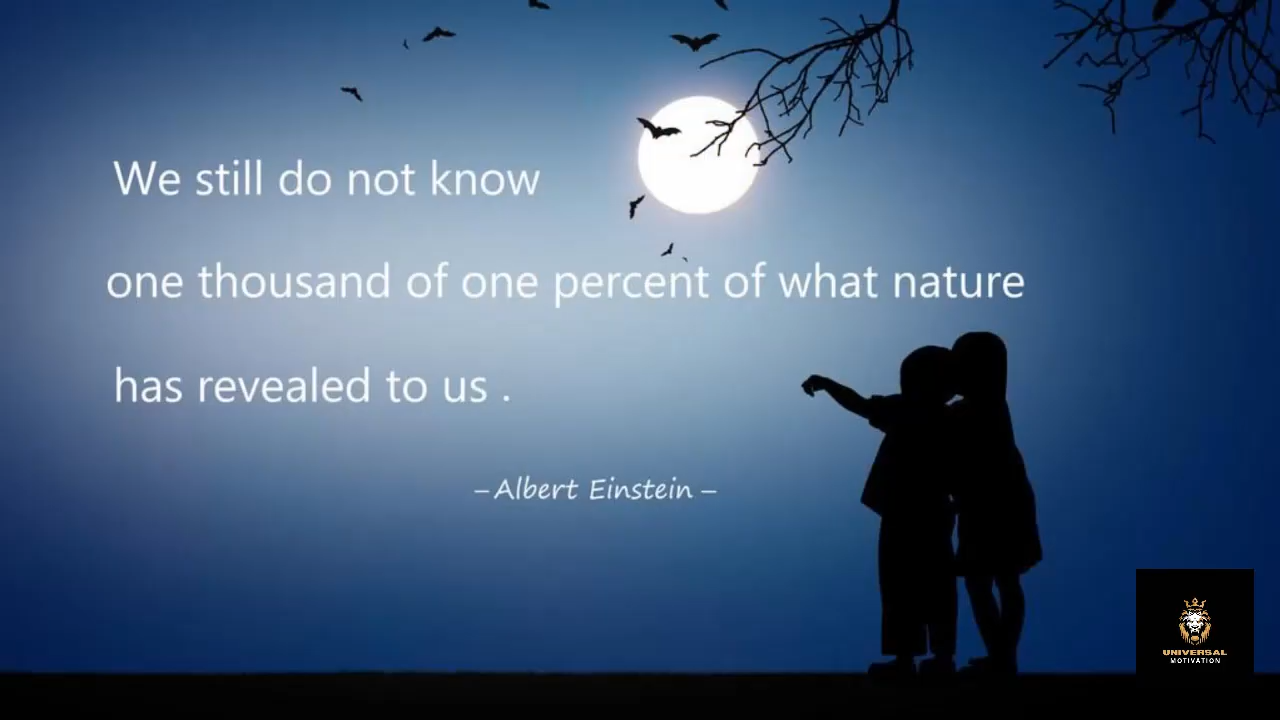 We still do not know
one thousand of one percent of what nature
has revealed to us .
–Albert Einstein –
UNIVERSAL
MOTIVATION